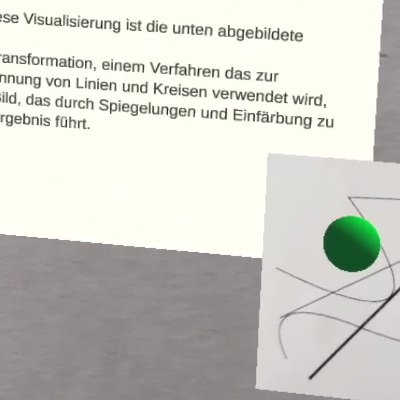 ese Visualisierung ist die unten abgebildete
ransformation, einem Verfahren das zur
nnung von Linien und Kreisen verwendet wird,
ild, das durch Spiegelungen und Einfärbung zu
rgebnis führt.